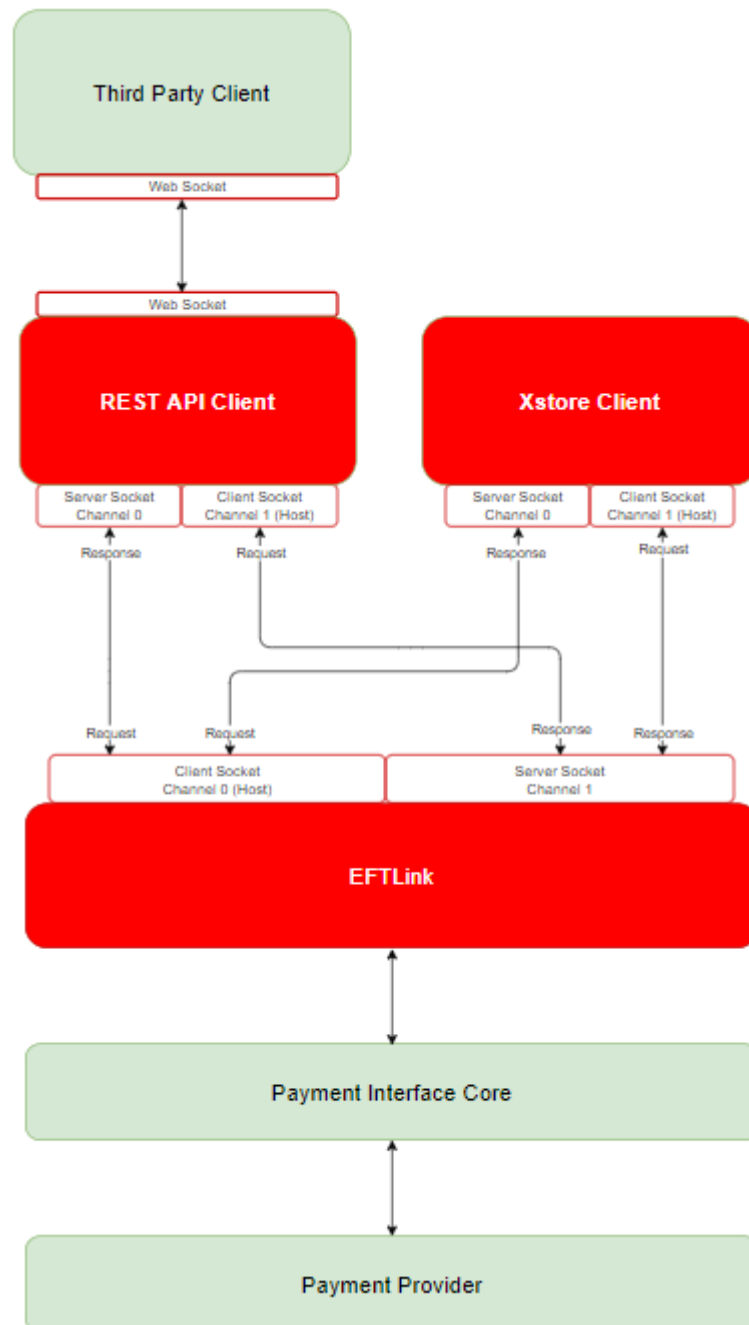 Third Party Client
Web Socket
Web Socket
REST API Client
Xstore Client
Server Socket
Channel 0
Client Socket
Channel 1 (Host)
Server Socket
Channel 0
Client Socket
Channel 1 (Host)
Response
Request
Response
Request
Request
Request
Response
Response
Client Socket
Channel 0 (Host)
Server Socket
Channel 1
EFTLink
Payment Interface Core
Payment Provider